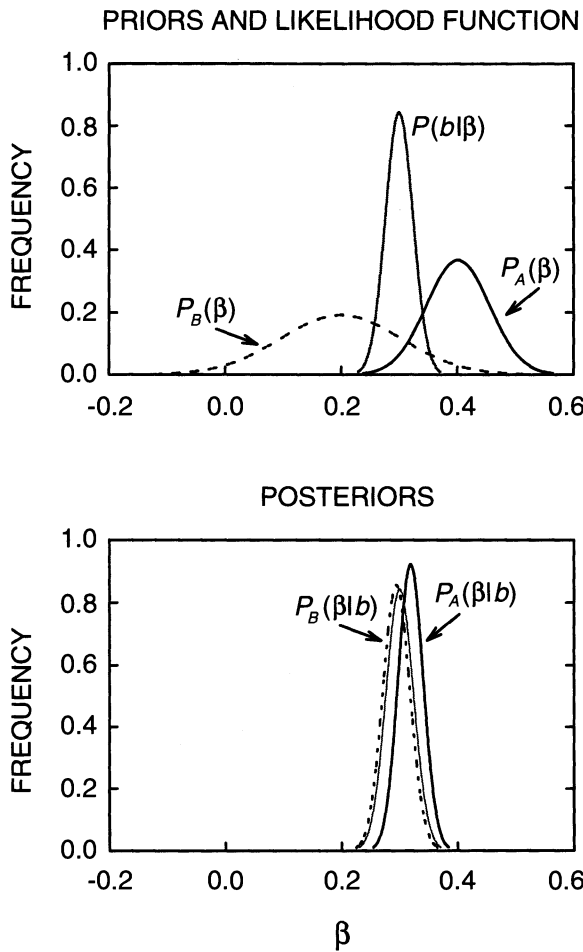 PRIORS AND LIKELIHOOD FUNCTION
FREQUENCY
1.0
0.8
0.6
0.4
0.2
0.0
P(b|β)
P_A(β)
P_B(β)
-0.2 0.0 0.2 0.4 0.6
POSTERIORS
FREQUENCY
1.0
0.8
0.6
0.4
0.2
0.0
P_B(β|b) P_A(β|b)
-0.2 0.0 0.2 0.4 0.6
β